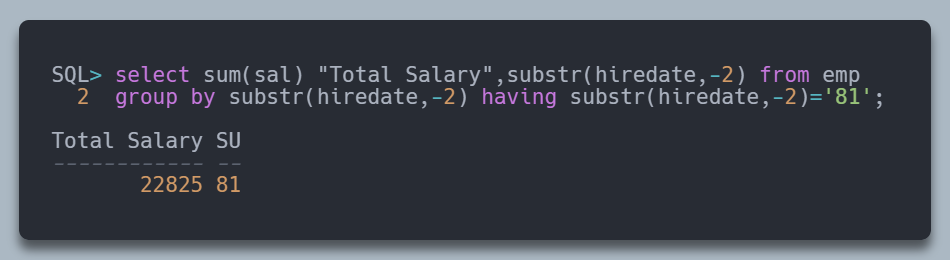 SQL> select sum(sal) "Total Salary",substr(hiredate,-2) from emp
  2  group by substr(hiredate,-2) having substr(hiredate,-2)='81';
Total Salary SU
------------ --
       22825 81